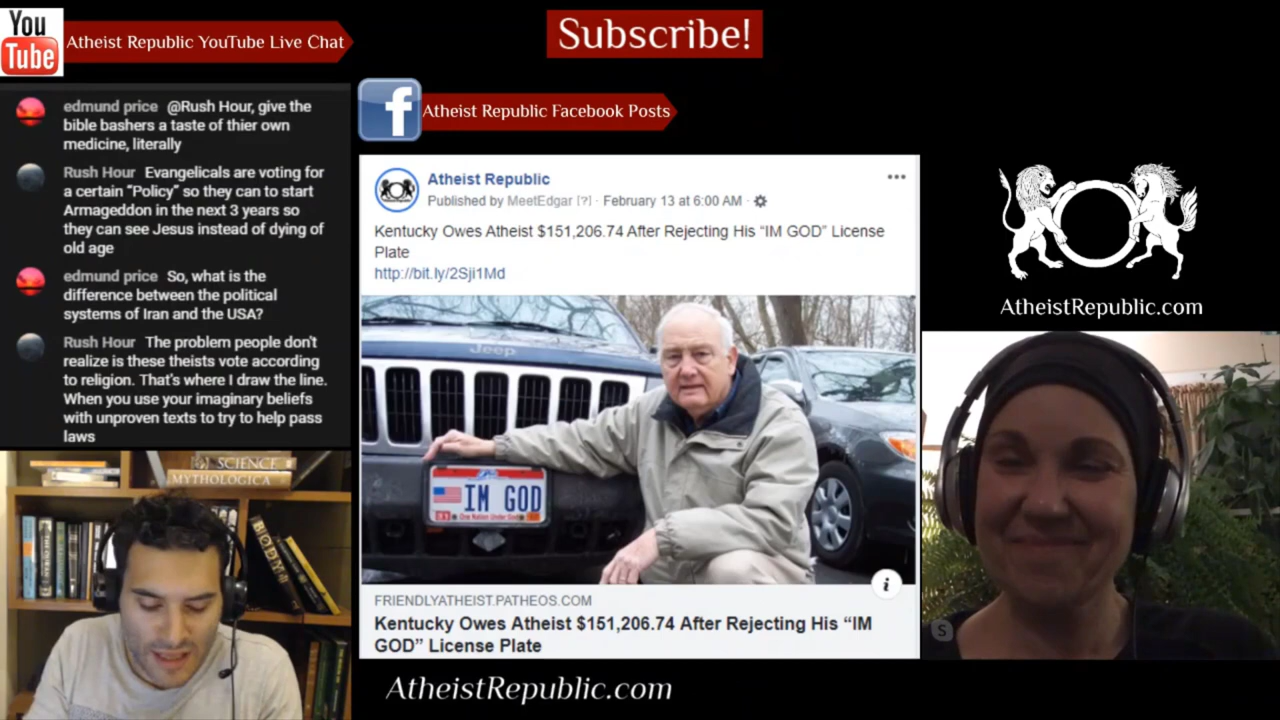 You
Tube
Atheist Republic YouTube Live Chat
Subscribe!
edmund price @Rush Hour, give the
bible bashers a taste of thier own
medicine, literally
Rush Hour Evangelicals are voting for
a certain “Policy” so they can to start
Armageddon in the next 3 years so
they can see Jesus instead of dying of
old age
edmund price So, what is the
difference between the political
systems of Iran and the USA?
Rush Hour The problem people don't
realize is these theists vote according
to religion. That's where I draw the line.
When you use your imaginary beliefs
with unproven texts to try to help pass
laws
f
Atheist Republic Facebook Posts
Atheist Republic
Published by MeetEdgar [?] · February 13 at 6:00 AM ·
Kentucky Owes Atheist $151,206.74 After Rejecting His “IM GOD” License
Plate
http://bit.ly/2Sji1Md
Jeep
IM GOD
One Nation Under God
i
FRIENDLYATHEIST.PATHEOS.COM
Kentucky Owes Atheist $151,206.74 After Rejecting His “IM
GOD” License Plate
AtheistRepublic.com
SCIENCE
MYTHOLOGICA
S
AtheistRepublic.com